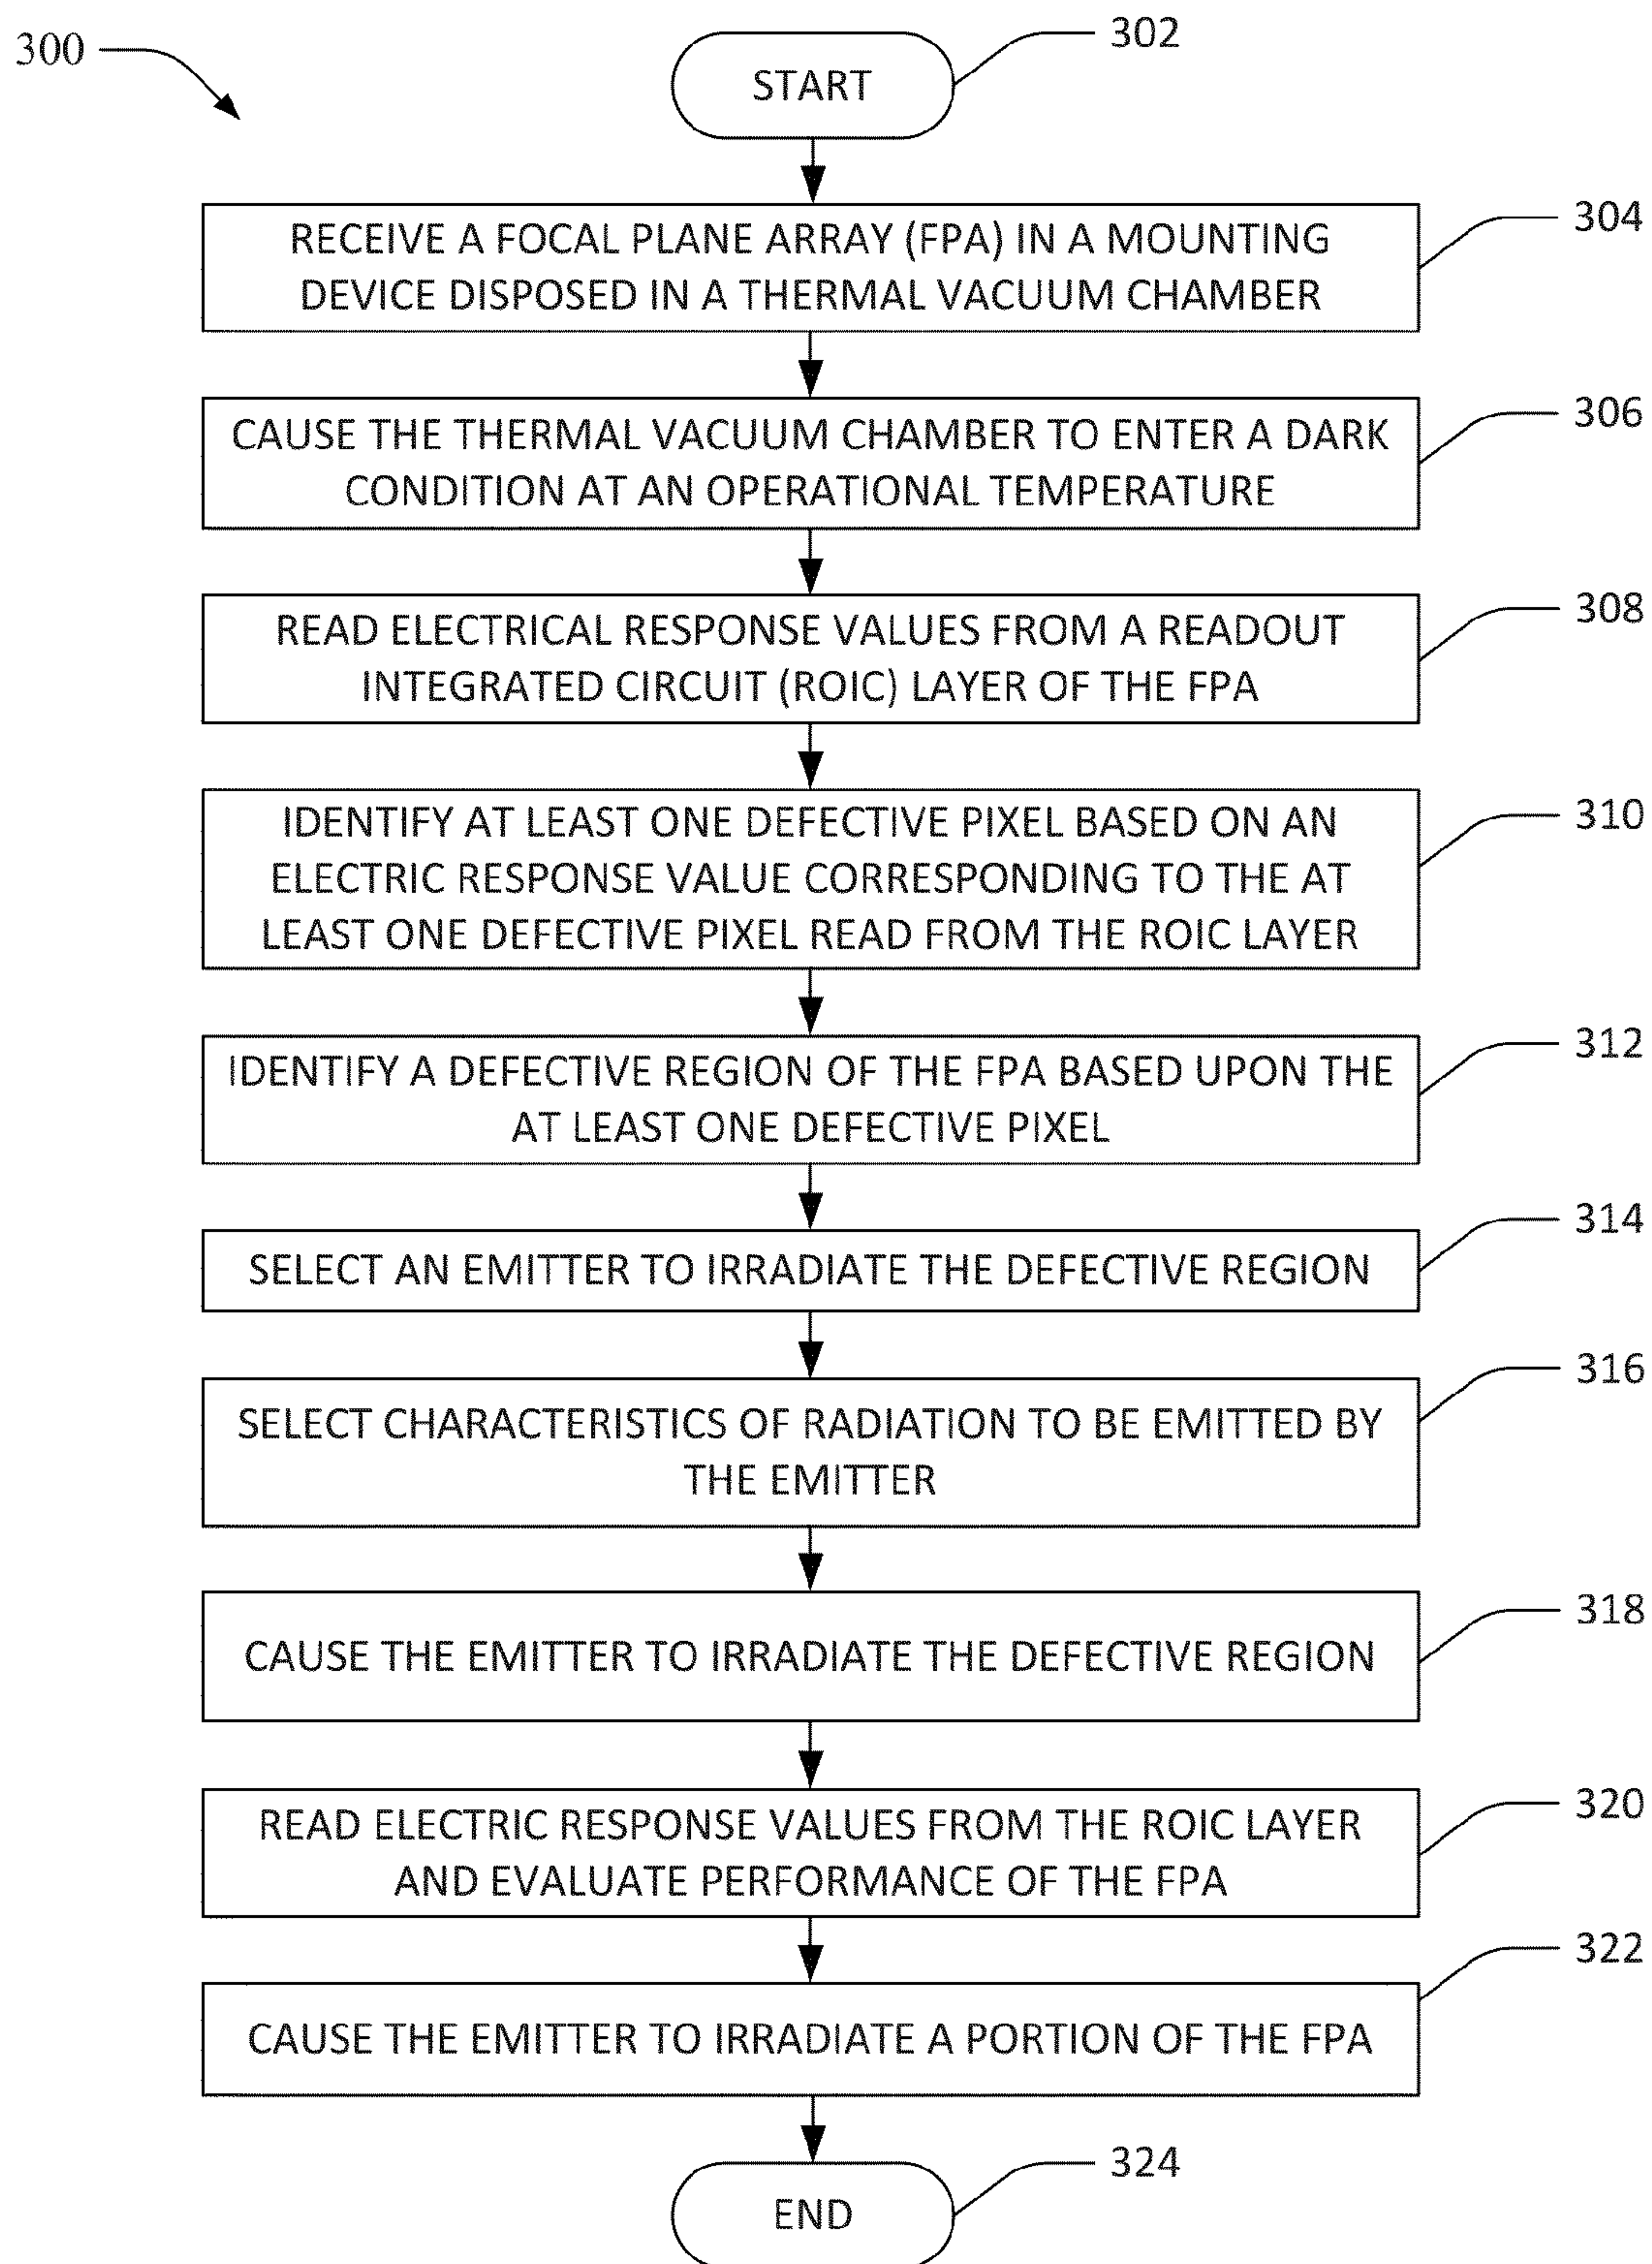 300
302
START
304
RECEIVE A FOCAL PLANE ARRAY (FPA) IN A MOUNTING
DEVICE DISPOSED IN A THERMAL VACUUM CHAMBER
306
CAUSE THE THERMAL VACUUM CHAMBER TO ENTER A DARK
CONDITION AT AN OPERATIONAL TEMPERATURE
308
READ ELECTRICAL RESPONSE VALUES FROM A READOUT
INTEGRATED CIRCUIT (ROIC) LAYER OF THE FPA
310
IDENTIFY AT LEAST ONE DEFECTIVE PIXEL BASED ON AN
ELECTRIC RESPONSE VALUE CORRESPONDING TO THE AT
LEAST ONE DEFECTIVE PIXEL READ FROM THE ROIC LAYER
312
IDENTIFY A DEFECTIVE REGION OF THE FPA BASED UPON THE
AT LEAST ONE DEFECTIVE PIXEL
314
SELECT AN EMITTER TO IRRADIATE THE DEFECTIVE REGION
316
SELECT CHARACTERISTICS OF RADIATION TO BE EMITTED BY
THE EMITTER
318
CAUSE THE EMITTER TO IRRADIATE THE DEFECTIVE REGION
320
READ ELECTRIC RESPONSE VALUES FROM THE ROIC LAYER
AND EVALUATE PERFORMANCE OF THE FPA
322
CAUSE THE EMITTER TO IRRADIATE A PORTION OF THE FPA
324
END